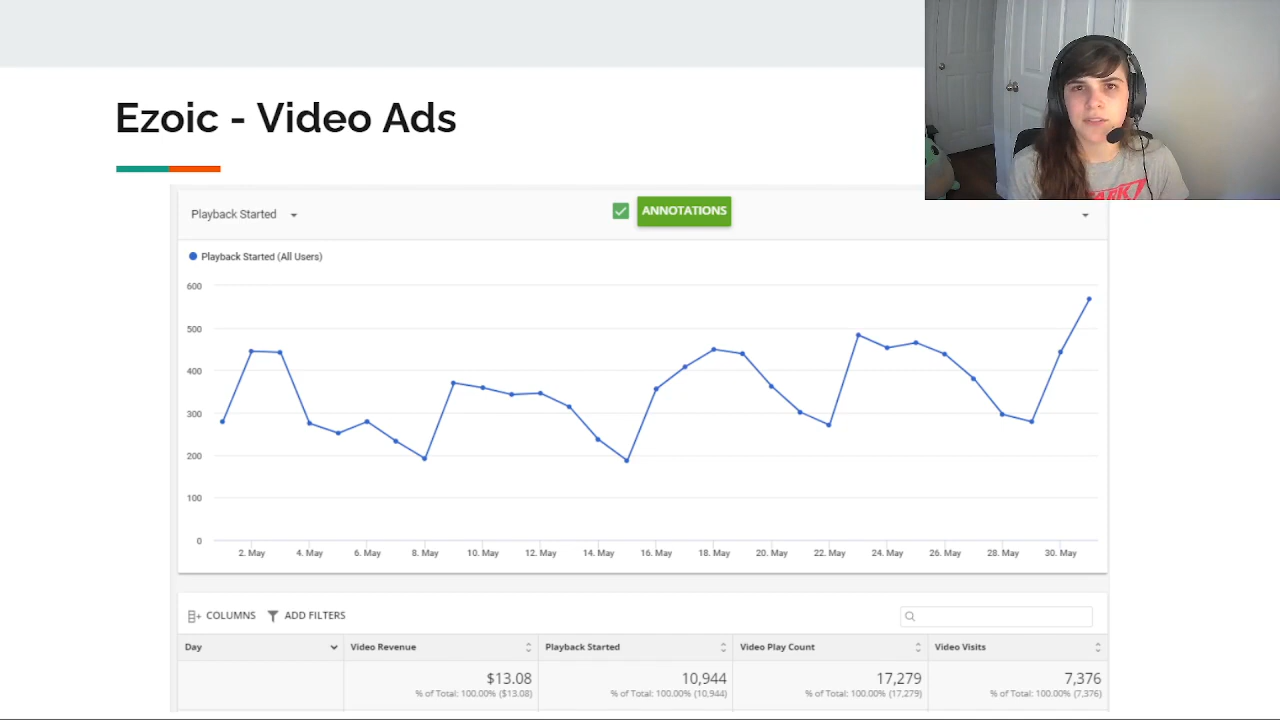 Ezoic - Video Ads
Playback Started
ANNOTATIONS
Playback Started (All Users)
600
500
400
300
200
100
0
2. May 4. May 6. May 8. May 10. May 12. May 14. May 16. May 18. May 20. May 22. May 24. May 26. May 28. May 30. May
COLUMNS ADD FILTERS
Day Video Revenue Playback Started Video Play Count Video Visits
$13.08 10,944 17,279 7,376
% of Total: 100.00% ($13.08) % of Total: 100.00% (10,944) % of Total: 100.00% (17,279) % of Total: 100.00% (7,376)